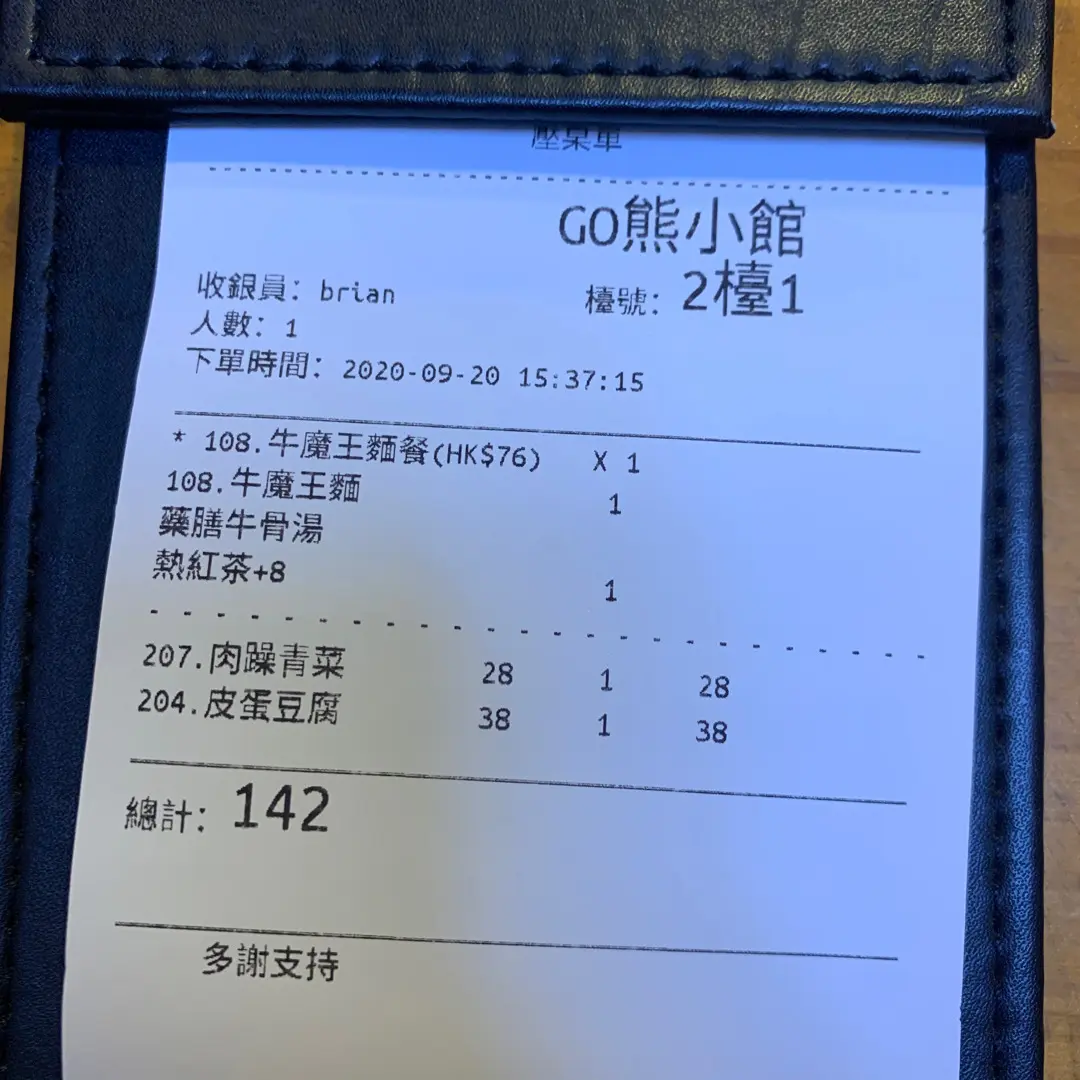 壓桌單
GO熊小館
收銀員: brian
檯號: 2檯1
人數: 1
下單時間: 2020-09-20 15:37:15
* 108.牛魔王麵餐(HK$76) X 1
108.牛魔王麵 1
藥膳牛骨湯
熱紅茶+8 1
207.肉躁青菜 28 1 28
204.皮蛋豆腐 38 1 38
總計: 142
多謝支持